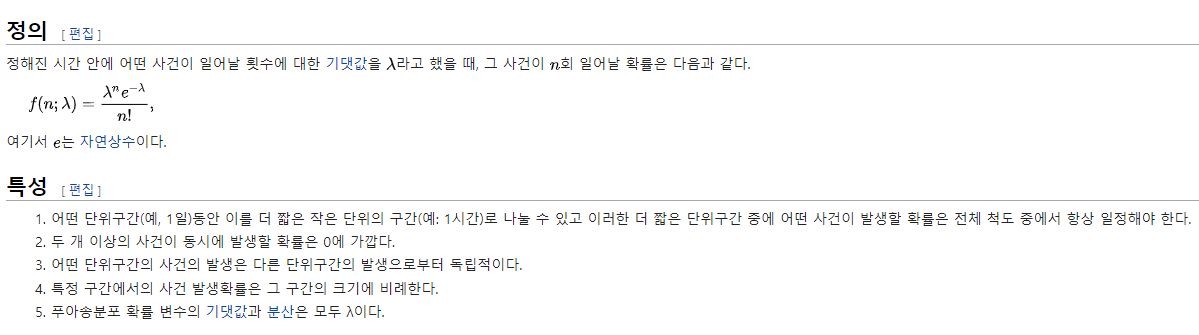 정의 [ 편집 ]
정해진 시간 안에 어떤 사건이 일어날 횟수에 대한 기댓값을 λ라고 했을 때, 그 사건이 n회 일어날 확률은 다음과 같다.
f(n; λ) = λⁿe^{−λ} / n!,
여기서 e는 자연상수이다.
특성 [ 편집 ]
1. 어떤 단위구간(예, 1일)동안 이를 더 짧은 작은 단위의 구간(예: 1시간)로 나눌 수 있고 이러한 더 짧은 단위구간 중에 어떤 사건이 발생할 확률은 전체 척도 중에서 항상 일정해야 한다.
2. 두 개 이상의 사건이 동시에 발생할 확률은 0에 가깝다.
3. 어떤 단위구간의 사건의 발생은 다른 단위구간의 발생으로부터 독립적이다.
4. 특정 구간에서의 사건 발생확률은 그 구간의 크기에 비례한다.
5. 푸아송분포 확률 변수의 기댓값과 분산은 모두 λ이다.